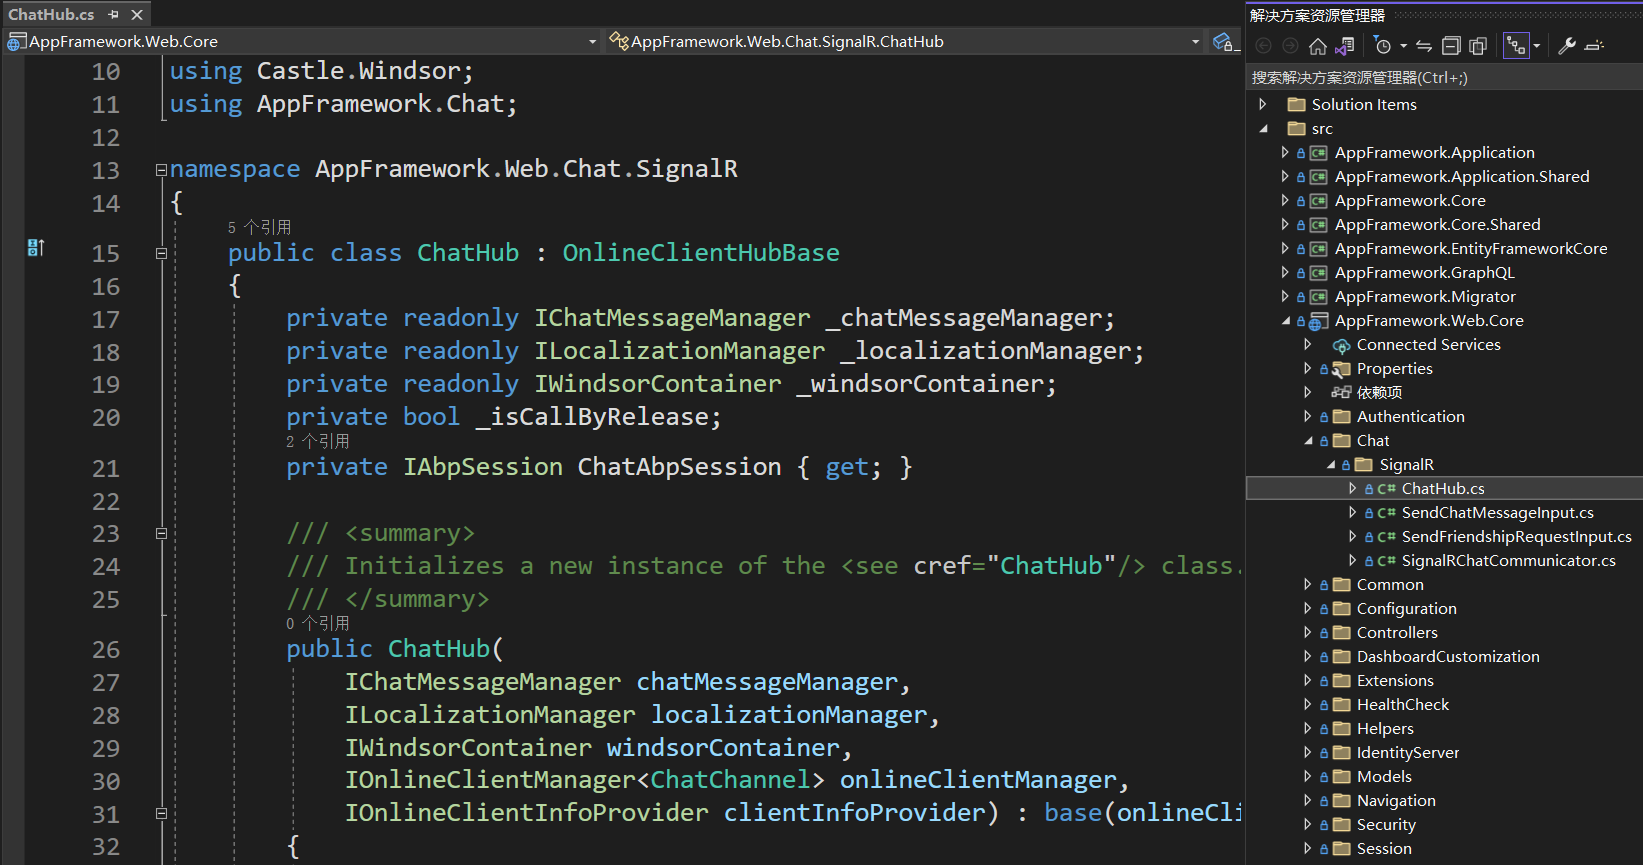 ChatHub.cs
AppFramework.Web.Core
AppFramework.Web.Chat.SignalR.ChatHub
10 using Castle.Windsor;
11 using AppFramework.Chat;
12
13 namespace AppFramework.Web.Chat.SignalR
14 {
5 个引用
15 public class ChatHub : OnlineClientHubBase
16 {
17 private readonly IChatMessageManager _chatMessageManager;
18 private readonly ILocalizationManager _localizationManager;
19 private readonly IWindsorContainer _windsorContainer;
20 private bool _isCallByRelease;
2 个引用
21 private IAbpSession ChatAbpSession { get; }
22
23 /// <summary>
24 /// Initializes a new instance of the <see cref="ChatHub"/> class.
25 /// </summary>
0 个引用
26 public ChatHub(
27 IChatMessageManager chatMessageManager,
28 ILocalizationManager localizationManager,
29 IWindsorContainer windsorContainer,
30 IOnlineClientManager<ChatChannel> onlineClientManager,
31 IOnlineClientInfoProvider clientInfoProvider) : base(onlineCli
32 {
解决方案资源管理器
搜索解决方案资源管理器(Ctrl+;)
Solution Items
src
C# AppFramework.Application
C# AppFramework.Application.Shared
C# AppFramework.Core
C# AppFramework.Core.Shared
C# AppFramework.EntityFrameworkCore
C# AppFramework.GraphQL
C# AppFramework.Migrator
AppFramework.Web.Core
Connected Services
Properties
依赖项
Authentication
Chat
SignalR
C# ChatHub.cs
C# SendChatMessageInput.cs
C# SendFriendshipRequestInput.cs
C# SignalRChatCommunicator.cs
Common
Configuration
Controllers
DashboardCustomization
Extensions
HealthCheck
Helpers
IdentityServer
Models
Navigation
Security
Session